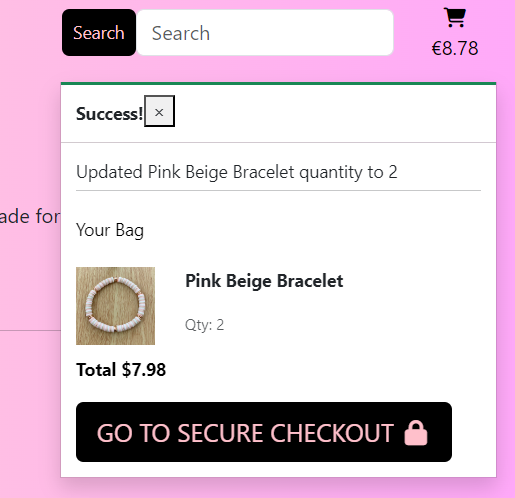 Search
Search
€8.78
Success!
×
Updated Pink Beige Bracelet quantity to 2
ade for
Your Bag
Pink Beige Bracelet
Qty: 2
Total $7.98
GO TO SECURE CHECKOUT